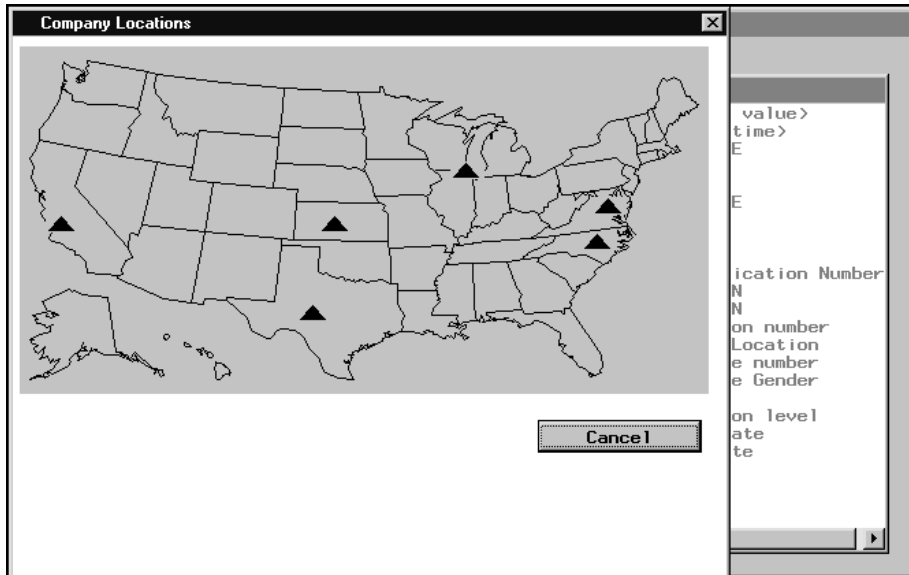 Company Locations
value>
time>
E
E
ication Number
N
N
on number
Location
e number
e Gender
on level
ate
te
Cancel